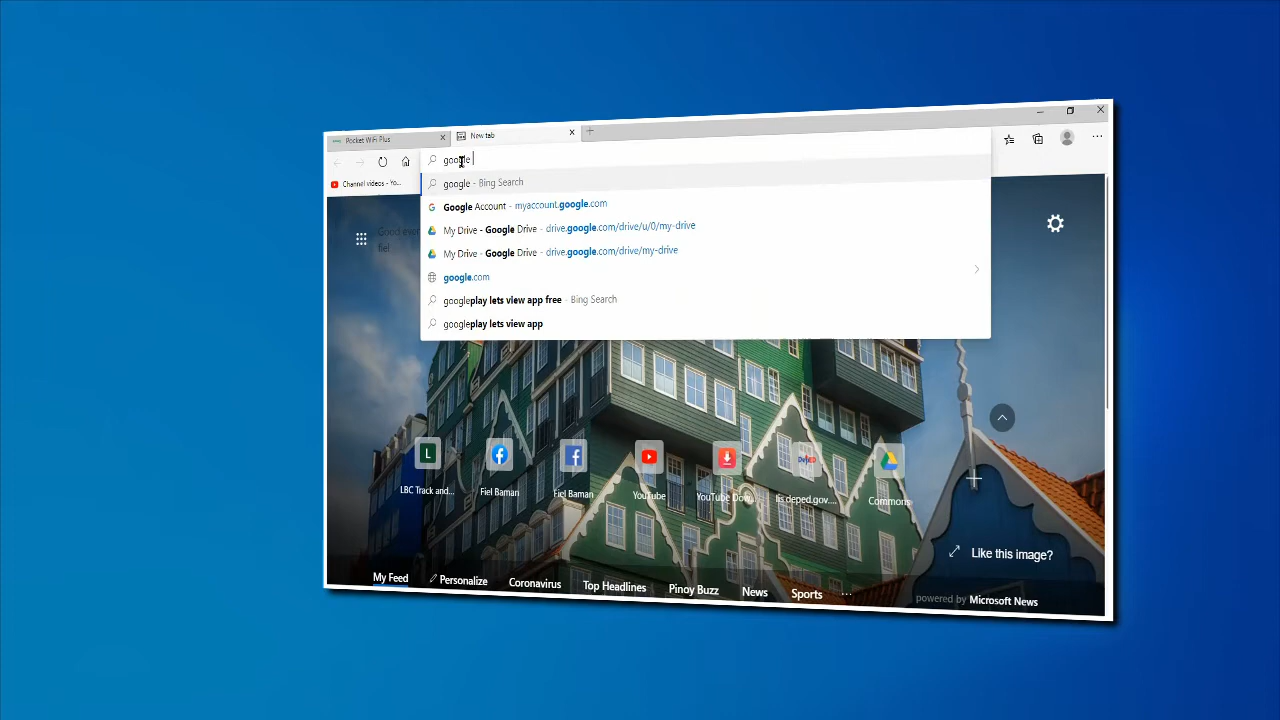 Pocket WiFi Plus
New tab
google
Channel videos - Yo...
google - Bing Search
Google Account - myaccount.google.com
My Drive - Google Drive - drive.google.com/drive/u/0/my-drive
My Drive - Google Drive - drive.google.com/drive/my-drive
google.com
googleplay lets view app free - Bing Search
googleplay lets view app
Good even
fiel
L
LBC Track and...
Fiel Baman
Fiel Baman
YouTube
YouTube Dow...
DepED
lis.deped.gov....
Commons
Like this image?
My Feed
Personalize
Coronavirus
Top Headlines
Pinoy Buzz
News
Sports
...
powered by Microsoft News